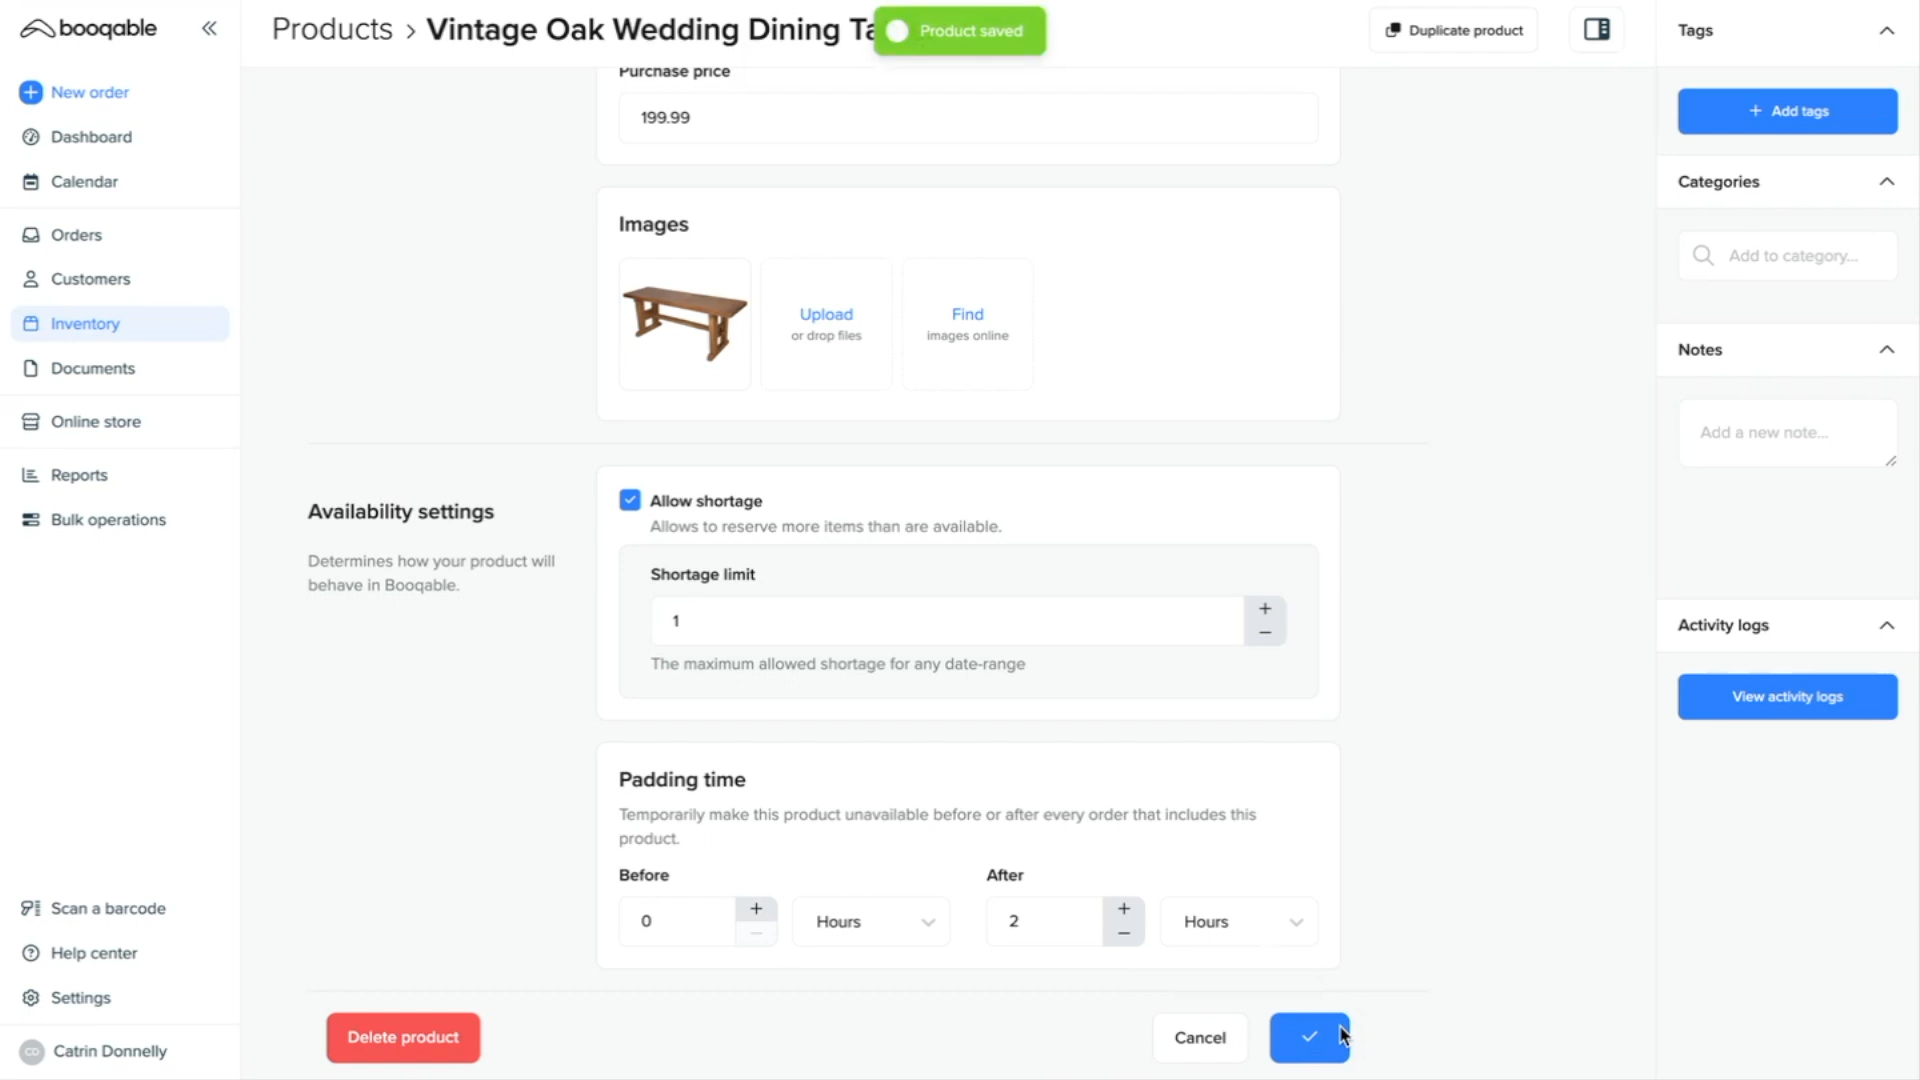 booqable
Products > Vintage Oak Wedding Dining Ta
Product saved
Duplicate product
New order
Dashboard
Calendar
Orders
Customers
Inventory
Documents
Online store
Reports
Bulk operations
Scan a barcode
Help center
Settings
CD Catrin Donnelly
Purchase price
199.99
Images
Upload
or drop files
Find
images online
Availability settings
Determines how your product will
behave in Booqable.
Allow shortage
Allows to reserve more items than are available.
Shortage limit
1
The maximum allowed shortage for any date-range
Padding time
Temporarily make this product unavailable before or after every order that includes this
product.
Before
After
0 Hours
2 Hours
Delete product
Cancel
Tags
+ Add tags
Categories
Add to category...
Notes
Add a new note...
Activity logs
View activity logs